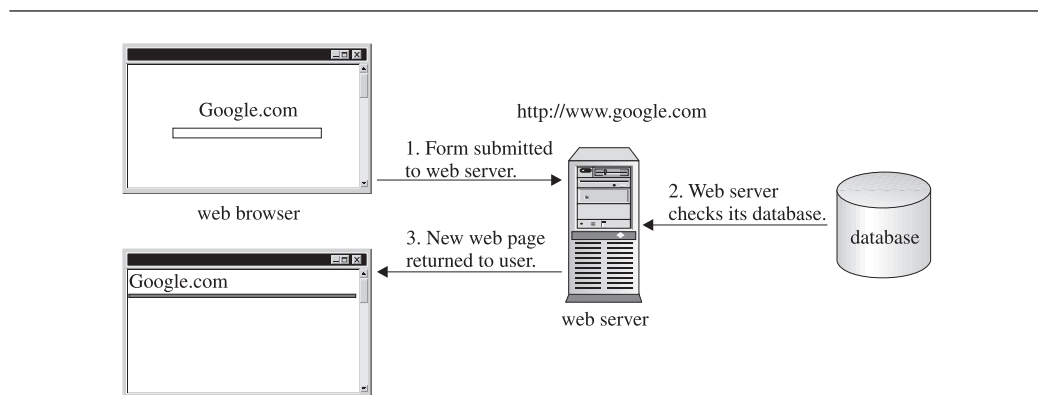 Google.com
http://www.google.com
1. Form submitted
to web server.
web browser
2. Web server
checks its database.
database
3. New web page
returned to user.
Google.com
web server